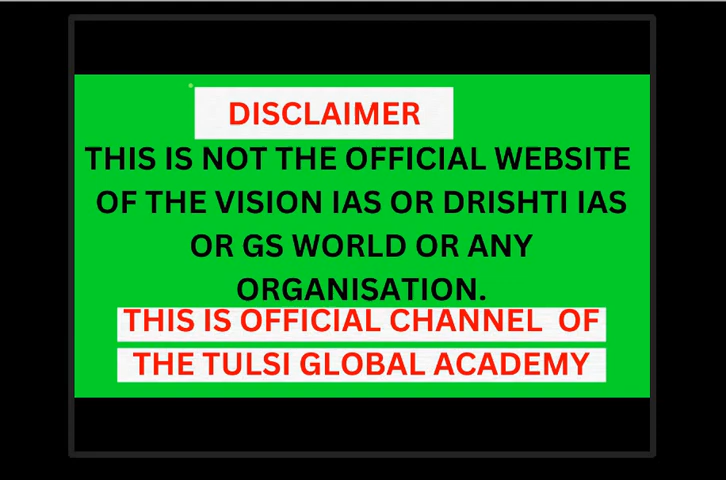 DISCLAIMER
THIS IS NOT THE OFFICIAL WEBSITE
OF THE VISION IAS OR DRISHTI IAS
OR GS WORLD OR ANY
ORGANISATION.
THIS IS OFFICIAL CHANNEL OF
THE TULSI GLOBAL ACADEMY